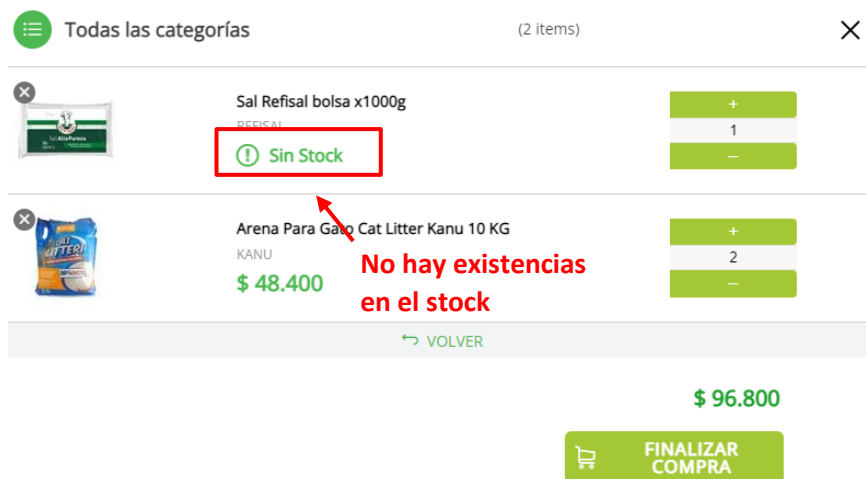 Todas las categorías
(2 items)
Sal Refisal bolsa x1000g
REFISAL
+
1
Sin Stock
–
Arena Para Gato Cat Litter Kanu 10 KG
+
KANU
2
No hay existencias
$ 48.400
–
en el stock
VOLVER
$ 96.800
FINALIZAR
COMPRA